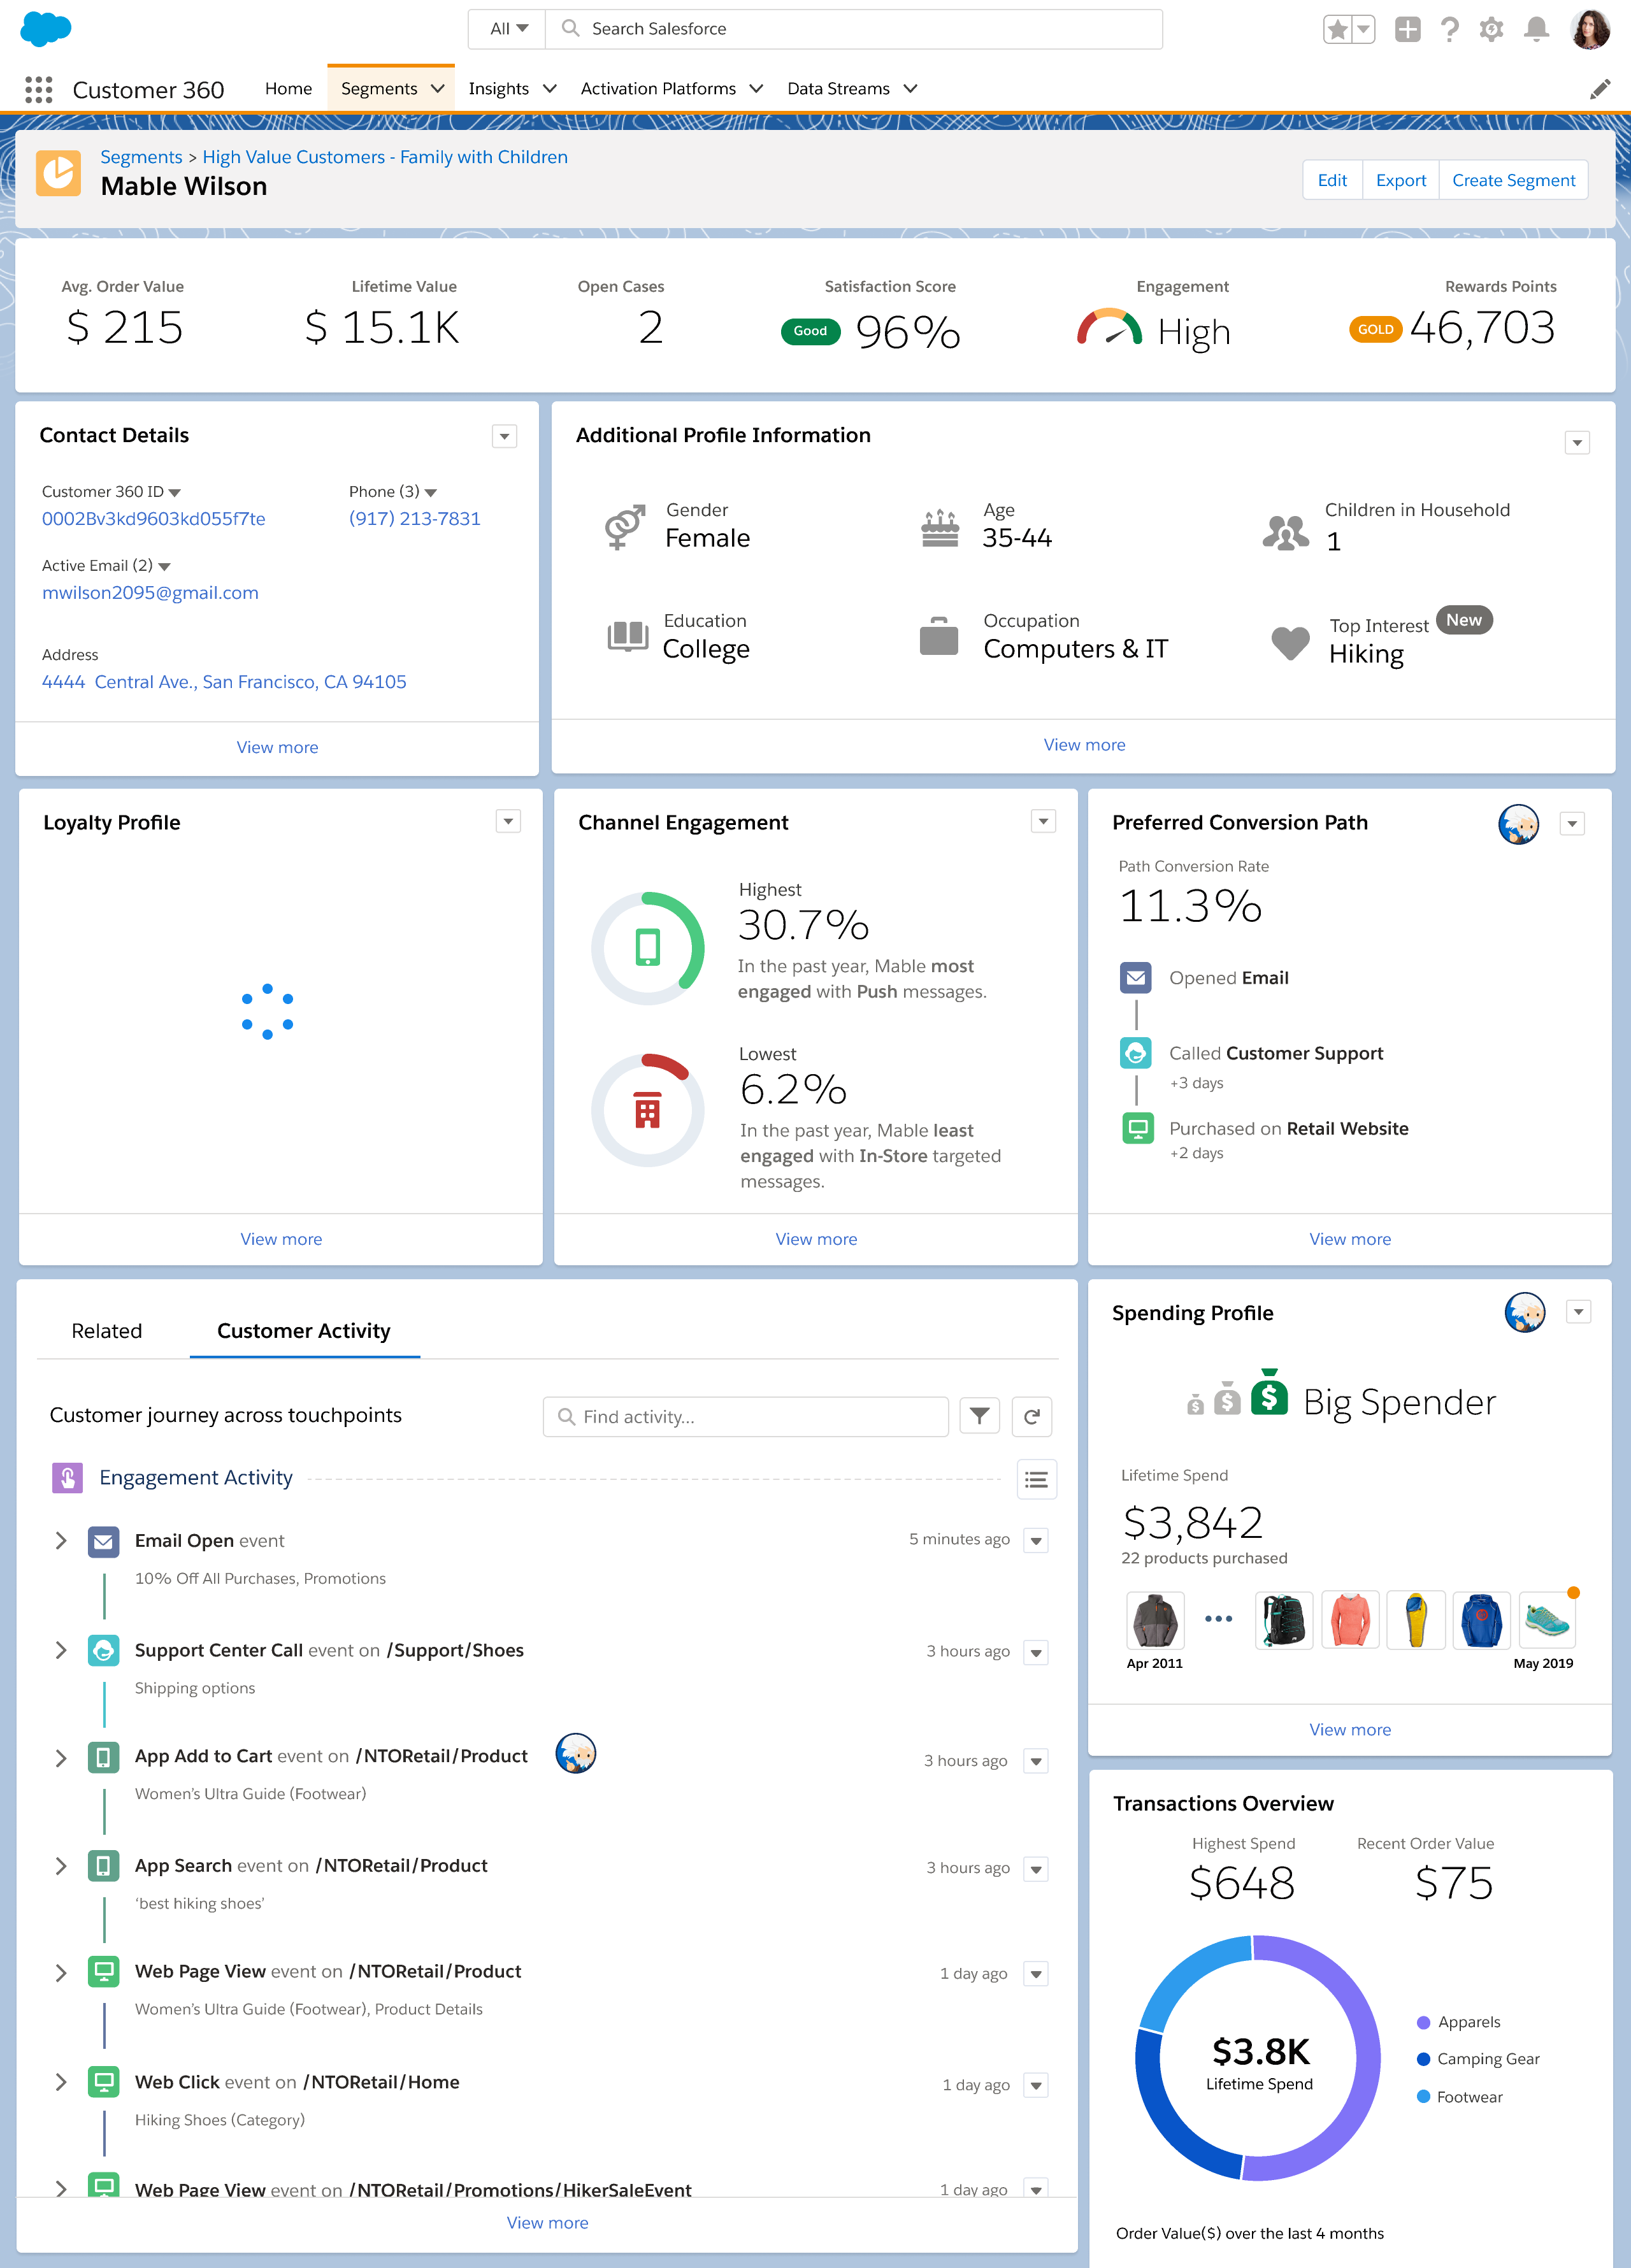 All
Search Salesforce
Customer 360
Home
Segments
Insights
Activation Platforms
Data Streams
Segments > High Value Customers - Family with Children
Mable Wilson
Edit
Export
Create Segment
Avg. Order Value
$ 215
Lifetime Value
$ 15.1K
Open Cases
2
Satisfaction Score
Good 96%
Engagement
High
Rewards Points
GOLD 46,703
Contact Details
Customer 360 ID
0002Bv3kd9603kd055f7te
Phone (3)
(917) 213-7831
Active Email (2)
mwilson2095@gmail.com
Address
4444 Central Ave., San Francisco, CA 94105
View more
Additional Profile Information
Gender
Female
Age
35-44
Children in Household
1
Education
College
Occupation
Computers & IT
Top Interest New
Hiking
View more
Loyalty Profile
View more
Channel Engagement
Highest
30.7%
In the past year, Mable most
engaged with Push messages.
Lowest
6.2%
In the past year, Mable least
engaged with In-Store targeted
messages.
View more
Preferred Conversion Path
Path Conversion Rate
11.3%
Opened Email
Called Customer Support
+3 days
Purchased on Retail Website
+2 days
View more
Related
Customer Activity
Customer journey across touchpoints
Find activity...
Engagement Activity
Email Open event
5 minutes ago
10% Off All Purchases, Promotions
Support Center Call event on /Support/Shoes
3 hours ago
Shipping options
App Add to Cart event on /NTORetail/Product
3 hours ago
Women’s Ultra Guide (Footwear)
App Search event on /NTORetail/Product
3 hours ago
‘best hiking shoes’
Web Page View event on /NTORetail/Product
1 day ago
Women’s Ultra Guide (Footwear), Product Details
Web Click event on /NTORetail/Home
1 day ago
Hiking Shoes (Category)
Web Page View event on /NTORetail/Promotions/HikerSaleEvent
1 day ago
View more
Spending Profile
Big Spender
Lifetime Spend
$3,842
22 products purchased
Apr 2011
May 2019
View more
Transactions Overview
Highest Spend
$648
Recent Order Value
$75
$3.8K
Lifetime Spend
Apparels
Camping Gear
Footwear
Order Value($) over the last 4 months